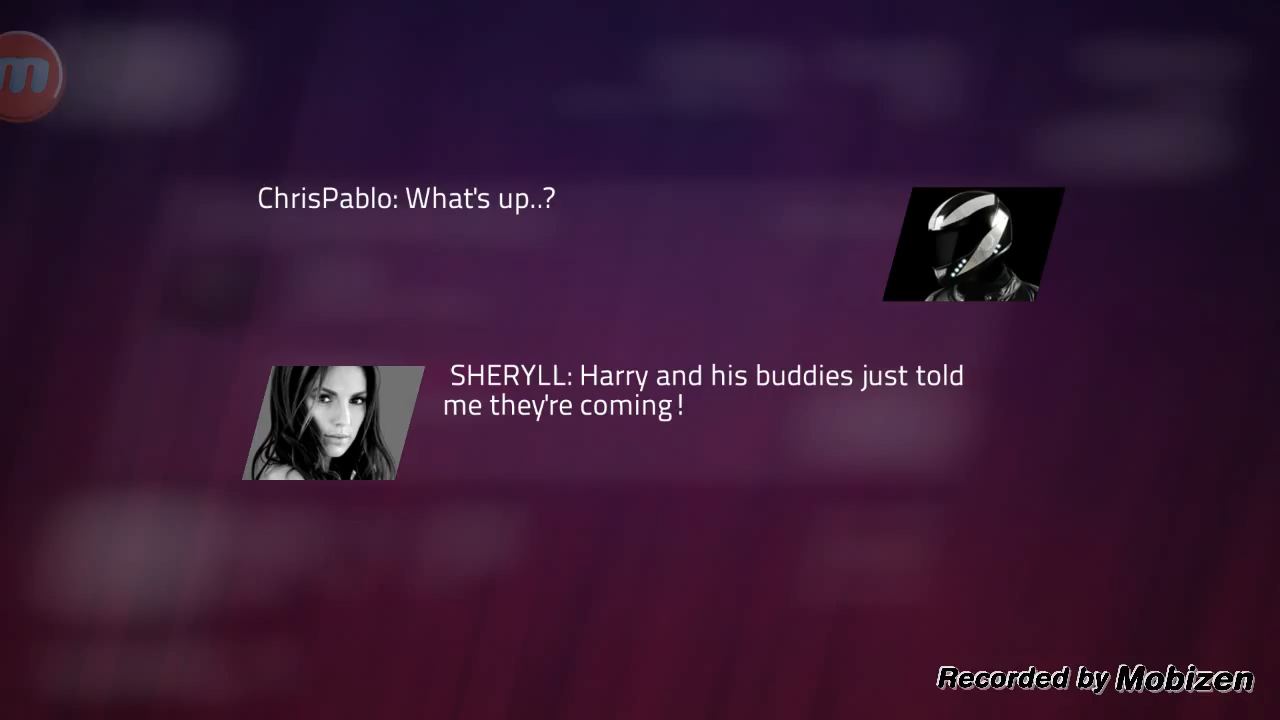 m
ChrisPablo: What's up..?
SHERYLL: Harry and his buddies just told
me they're coming!
Recorded by Mobizen